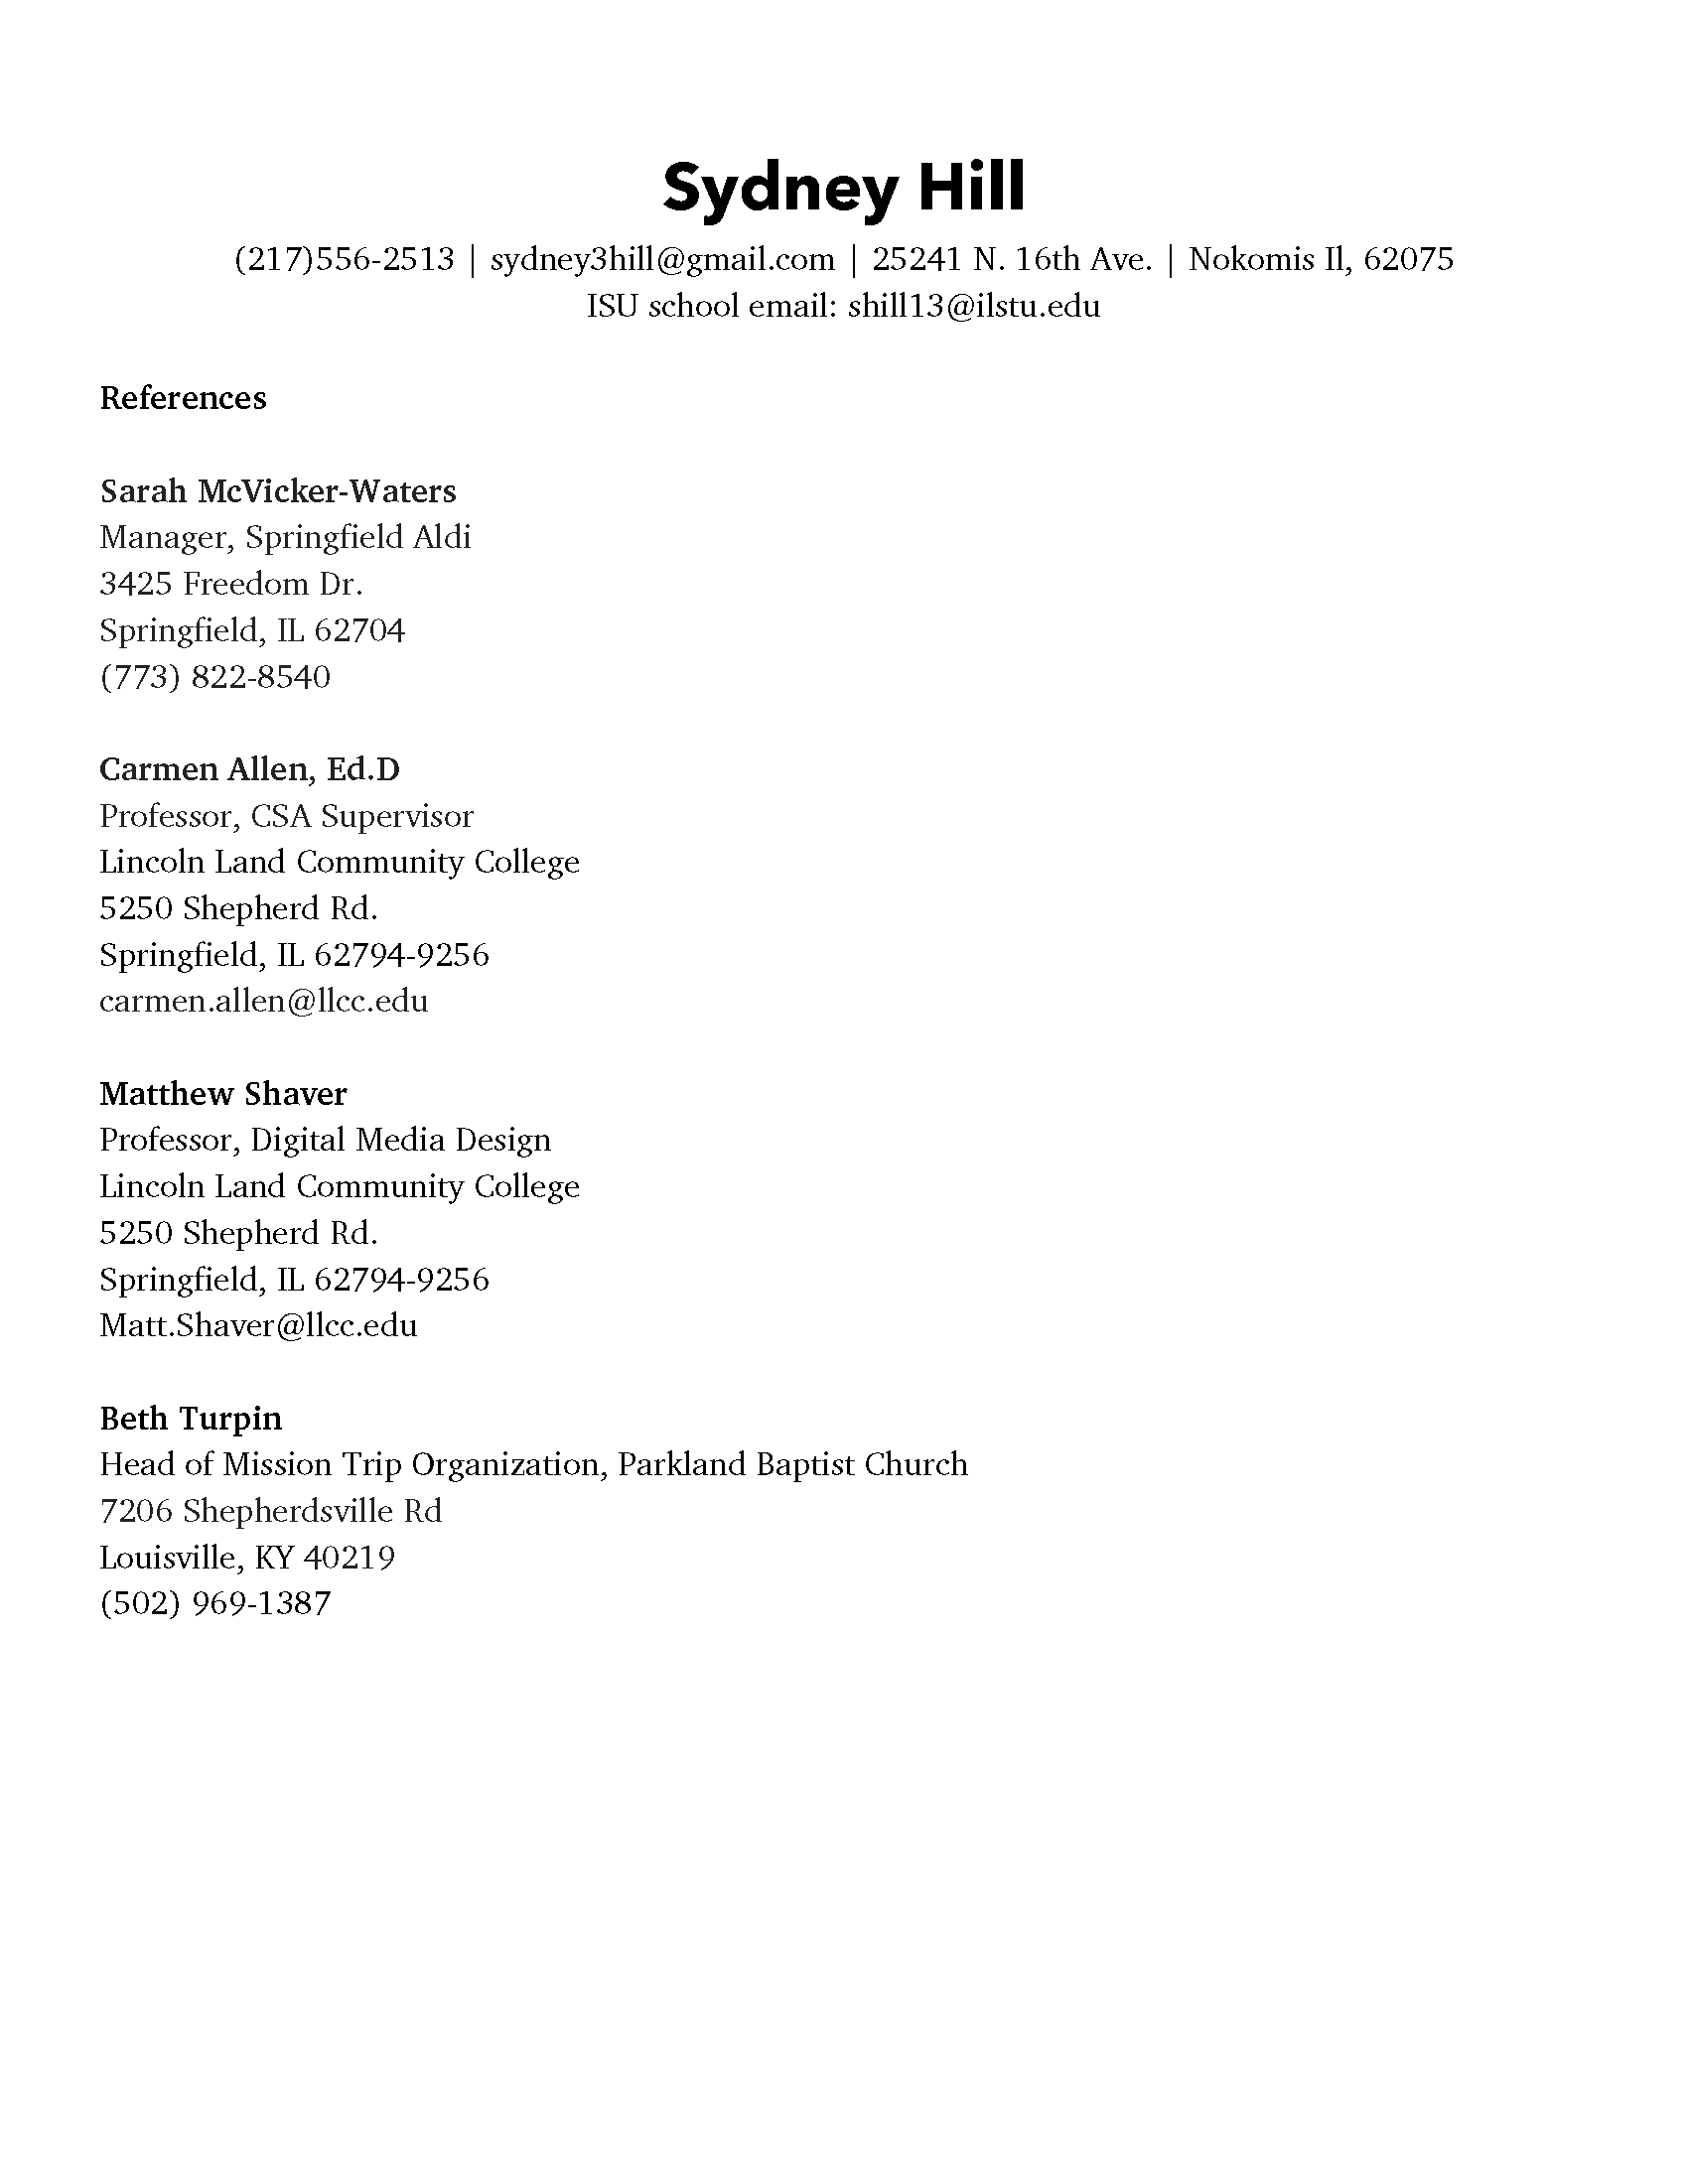 Sydney Hill
(217)556-2513 | sydney3hill@gmail.com | 25241 N. 16th Ave. | Nokomis Il, 62075
ISU school email: shill13@ilstu.edu
References
Sarah McVicker-Waters
Manager, Springfield Aldi
3425 Freedom Dr.
Springfield, IL 62704
(773) 822-8540
Carmen Allen, Ed.D
Professor, CSA Supervisor
Lincoln Land Community College
5250 Shepherd Rd.
Springfield, IL 62794-9256
carmen.allen@llcc.edu
Matthew Shaver
Professor, Digital Media Design
Lincoln Land Community College
5250 Shepherd Rd.
Springfield, IL 62794-9256
Matt.Shaver@llcc.edu
Beth Turpin
Head of Mission Trip Organization, Parkland Baptist Church
7206 Shepherdsville Rd
Louisville, KY 40219
(502) 969-1387